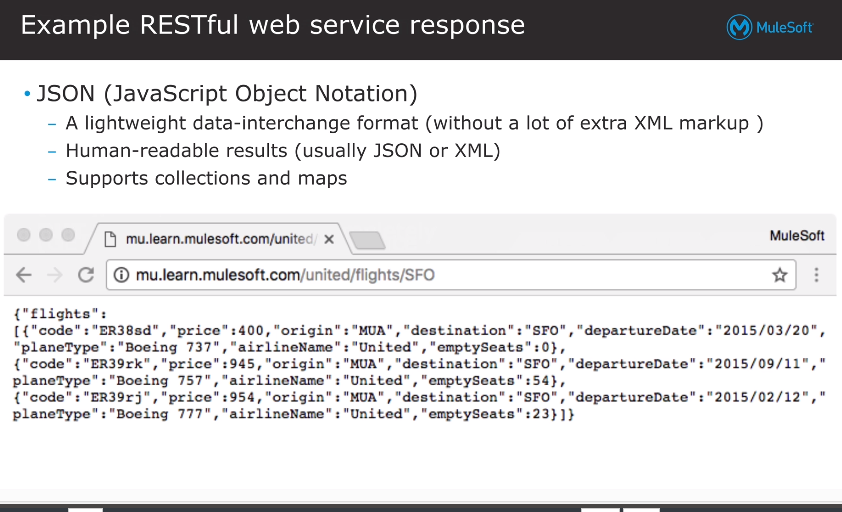 Example RESTful web service response
MuleSoft
• JSON (JavaScript Object Notation)
– A lightweight data-interchange format (without a lot of extra XML markup )
– Human-readable results (usually JSON or XML)
– Supports collections and maps
mu.learn.mulesoft.com/united/
MuleSoft
mu.learn.mulesoft.com/united/flights/SFO
{"flights":
[{"code":"ER38sd","price":400,"origin":"MUA","destination":"SFO","departureDate":"2015/03/20",
"planeType":"Boeing 737","airlineName":"United","emptySeats":0},
{"code":"ER39rk","price":945,"origin":"MUA","destination":"SFO","departureDate":"2015/09/11","
planeType":"Boeing 757","airlineName":"United","emptySeats":54},
{"code":"ER39rj","price":954,"origin":"MUA","destination":"SFO","departureDate":"2015/02/12","
planeType":"Boeing 777","airlineName":"United","emptySeats":23}]}